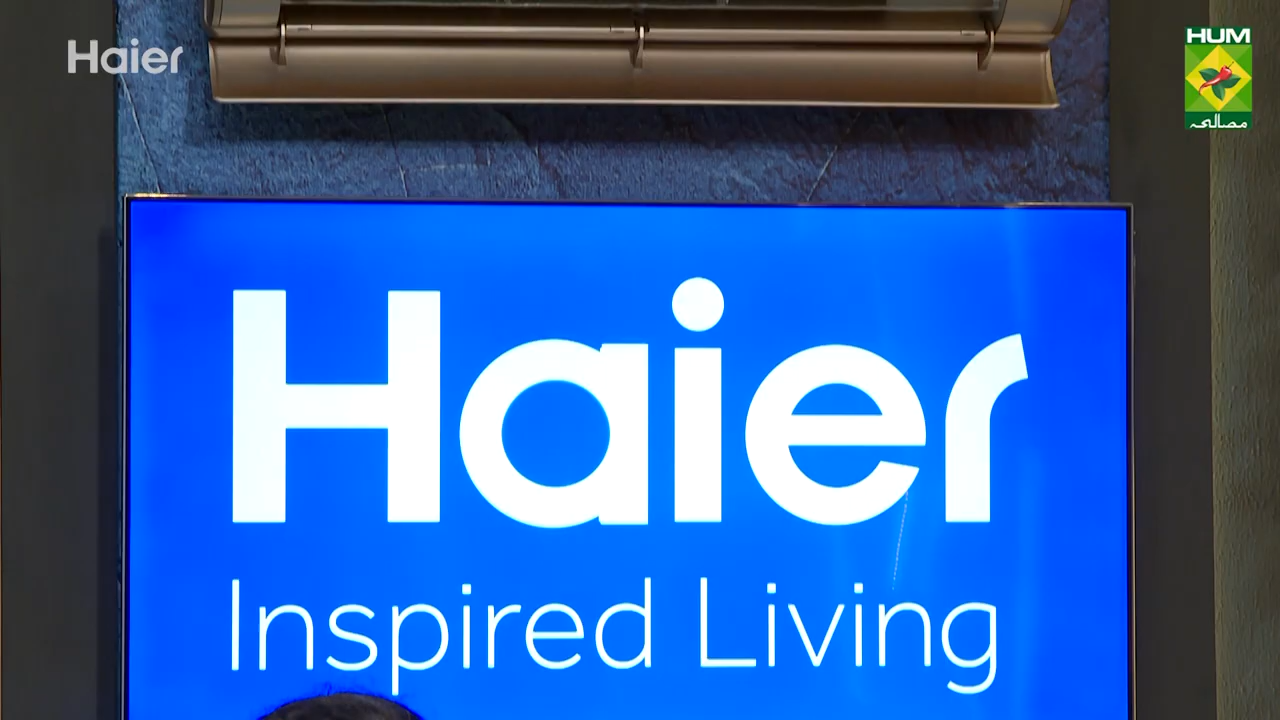 Haier
HUM
مصالحہ
Haier
Inspired Living